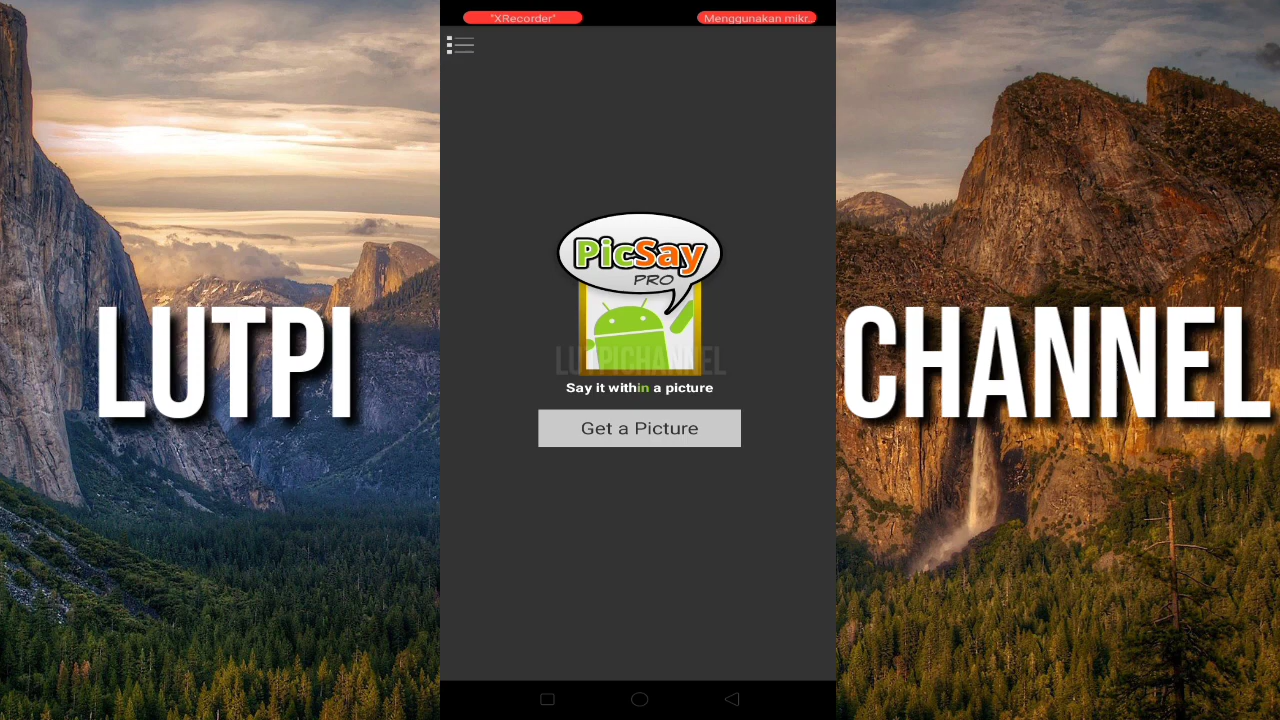 "XRecorder"
Menggunakan mikr...
PicSay
PRO
LUTPICHANNEL
Say it within a picture
Get a Picture
LUTPI
CHANNEL